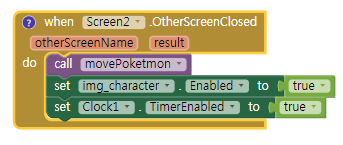 ? when Screen2 .OtherScreenClosed
otherScreenName result
do call movePoketmon
set img_character . Enabled to true
set Clock1 . TimerEnabled to true